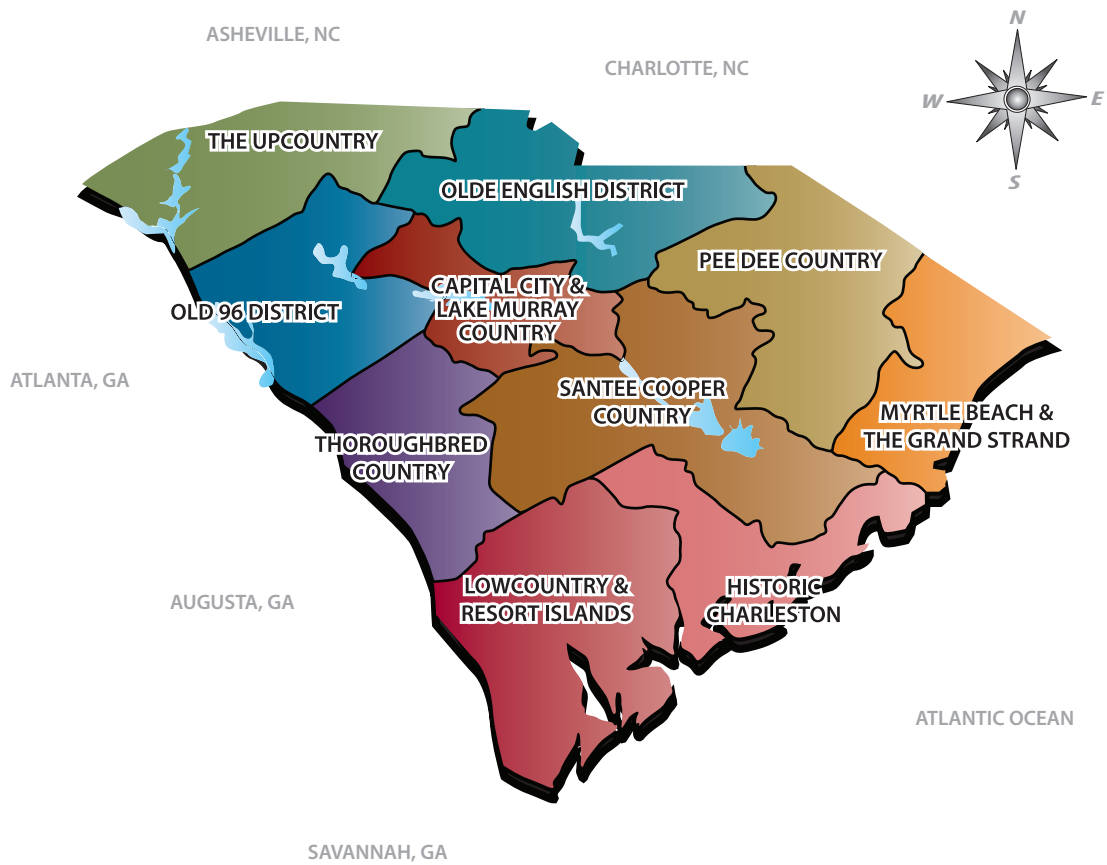 ASHEVILLE, NC
CHARLOTTE, NC
N
W
E
S
THE UPCOUNTRY
OLDE ENGLISH DISTRICT
PEE DEE COUNTRY
CAPITAL CITY &
LAKE MURRAY
COUNTRY
OLD 96 DISTRICT
ATLANTA, GA
SANTEE COOPER
COUNTRY
MYRTLE BEACH &
THE GRAND STRAND
THOROUGHBRED
COUNTRY
AUGUSTA, GA
LOWCOUNTRY &
RESORT ISLANDS
HISTORIC
CHARLESTON
ATLANTIC OCEAN
SAVANNAH, GA